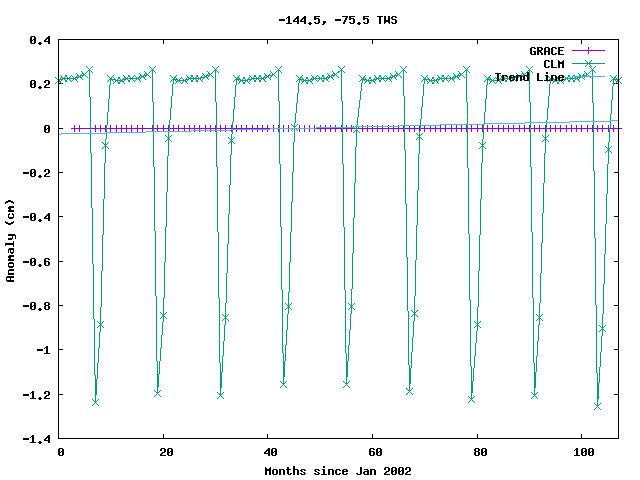 -144.5, -75.5 TWS
GRACE
CLM
Trend Line
0.4
0.2
0
-0.2
-0.4
-0.6
-0.8
-1
-1.2
-1.4
Anomaly (cm)
0 20 40 60 80 100
Months since Jan 2002